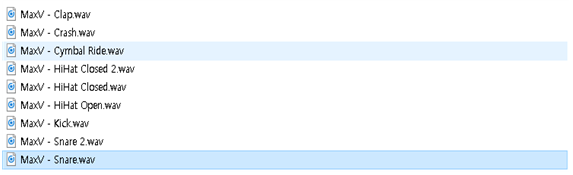 MaxV - Clap.wav
MaxV - Crash.wav
MaxV - Cymbal Ride.wav
MaxV - HiHat Closed 2.wav
MaxV - HiHat Closed.wav
MaxV - HiHat Open.wav
MaxV - Kick.wav
MaxV - Snare 2.wav
MaxV - Snare.wav